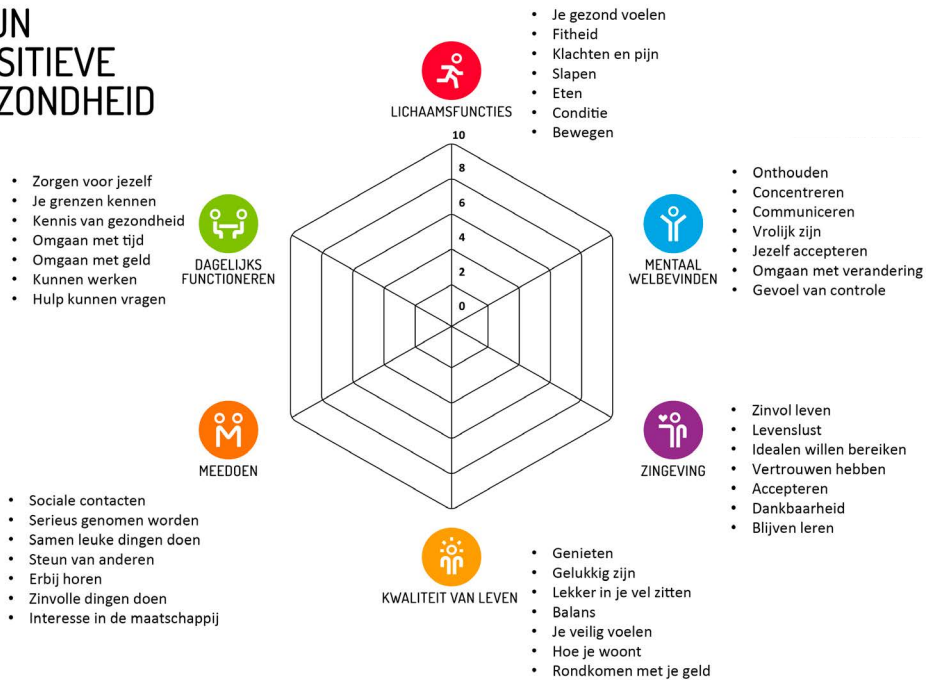 SITIEVE
ZONDHEID
LICHAAMSFUNCTIES
• Je gezond voelen
• Fitheid
• Klachten en pijn
• Slapen
• Eten
• Conditie
• Bewegen
10
8
6
4
2
0
MENTAAL
WELBEVINDEN
• Onthouden
• Concentreren
• Communiceren
• Vrolijk zijn
• Jezelf accepteren
• Omgaan met verandering
• Gevoel van controle
• Zorgen voor jezelf
• Je grenzen kennen
• Kennis van gezondheid
• Omgaan met tijd
• Omgaan met geld
• Kunnen werken
• Hulp kunnen vragen
DAGELIJKS
FUNCTIONEREN
ZINGEVING
• Zinvol leven
• Levenslust
• Idealen willen bereiken
• Vertrouwen hebben
• Accepteren
• Dankbaarheid
• Blijven leren
MEEDOEN
• Sociale contacten
• Serieus genomen worden
• Samen leuke dingen doen
• Steun van anderen
• Erbij horen
• Zinvolle dingen doen
• Interesse in de maatschappij
KWALITEIT VAN LEVEN
• Genieten
• Gelukkig zijn
• Lekker in je vel zitten
• Balans
• Je veilig voelen
• Hoe je woont
• Rondkomen met je geld